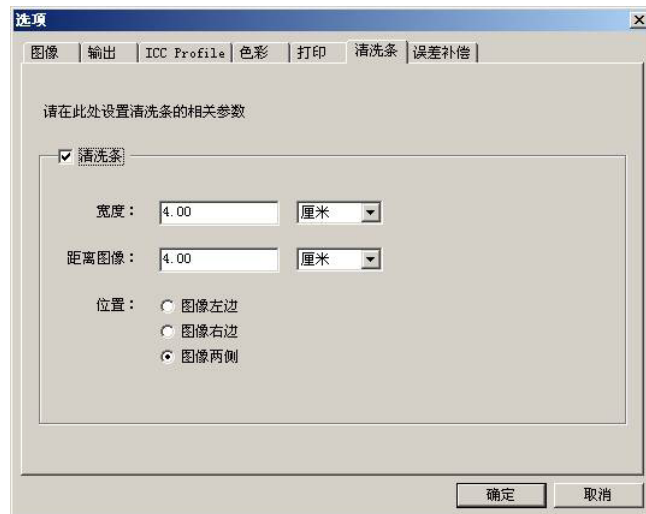 选项
图像 输出 ICC Profile 色彩 打印 清洗条 误差补偿
请在此处设置清洗条的相关参数
清洗条
宽度： 4.00 厘米
距离图像： 4.00 厘米
位置： 图像左边
图像右边
图像两侧
确定 取消